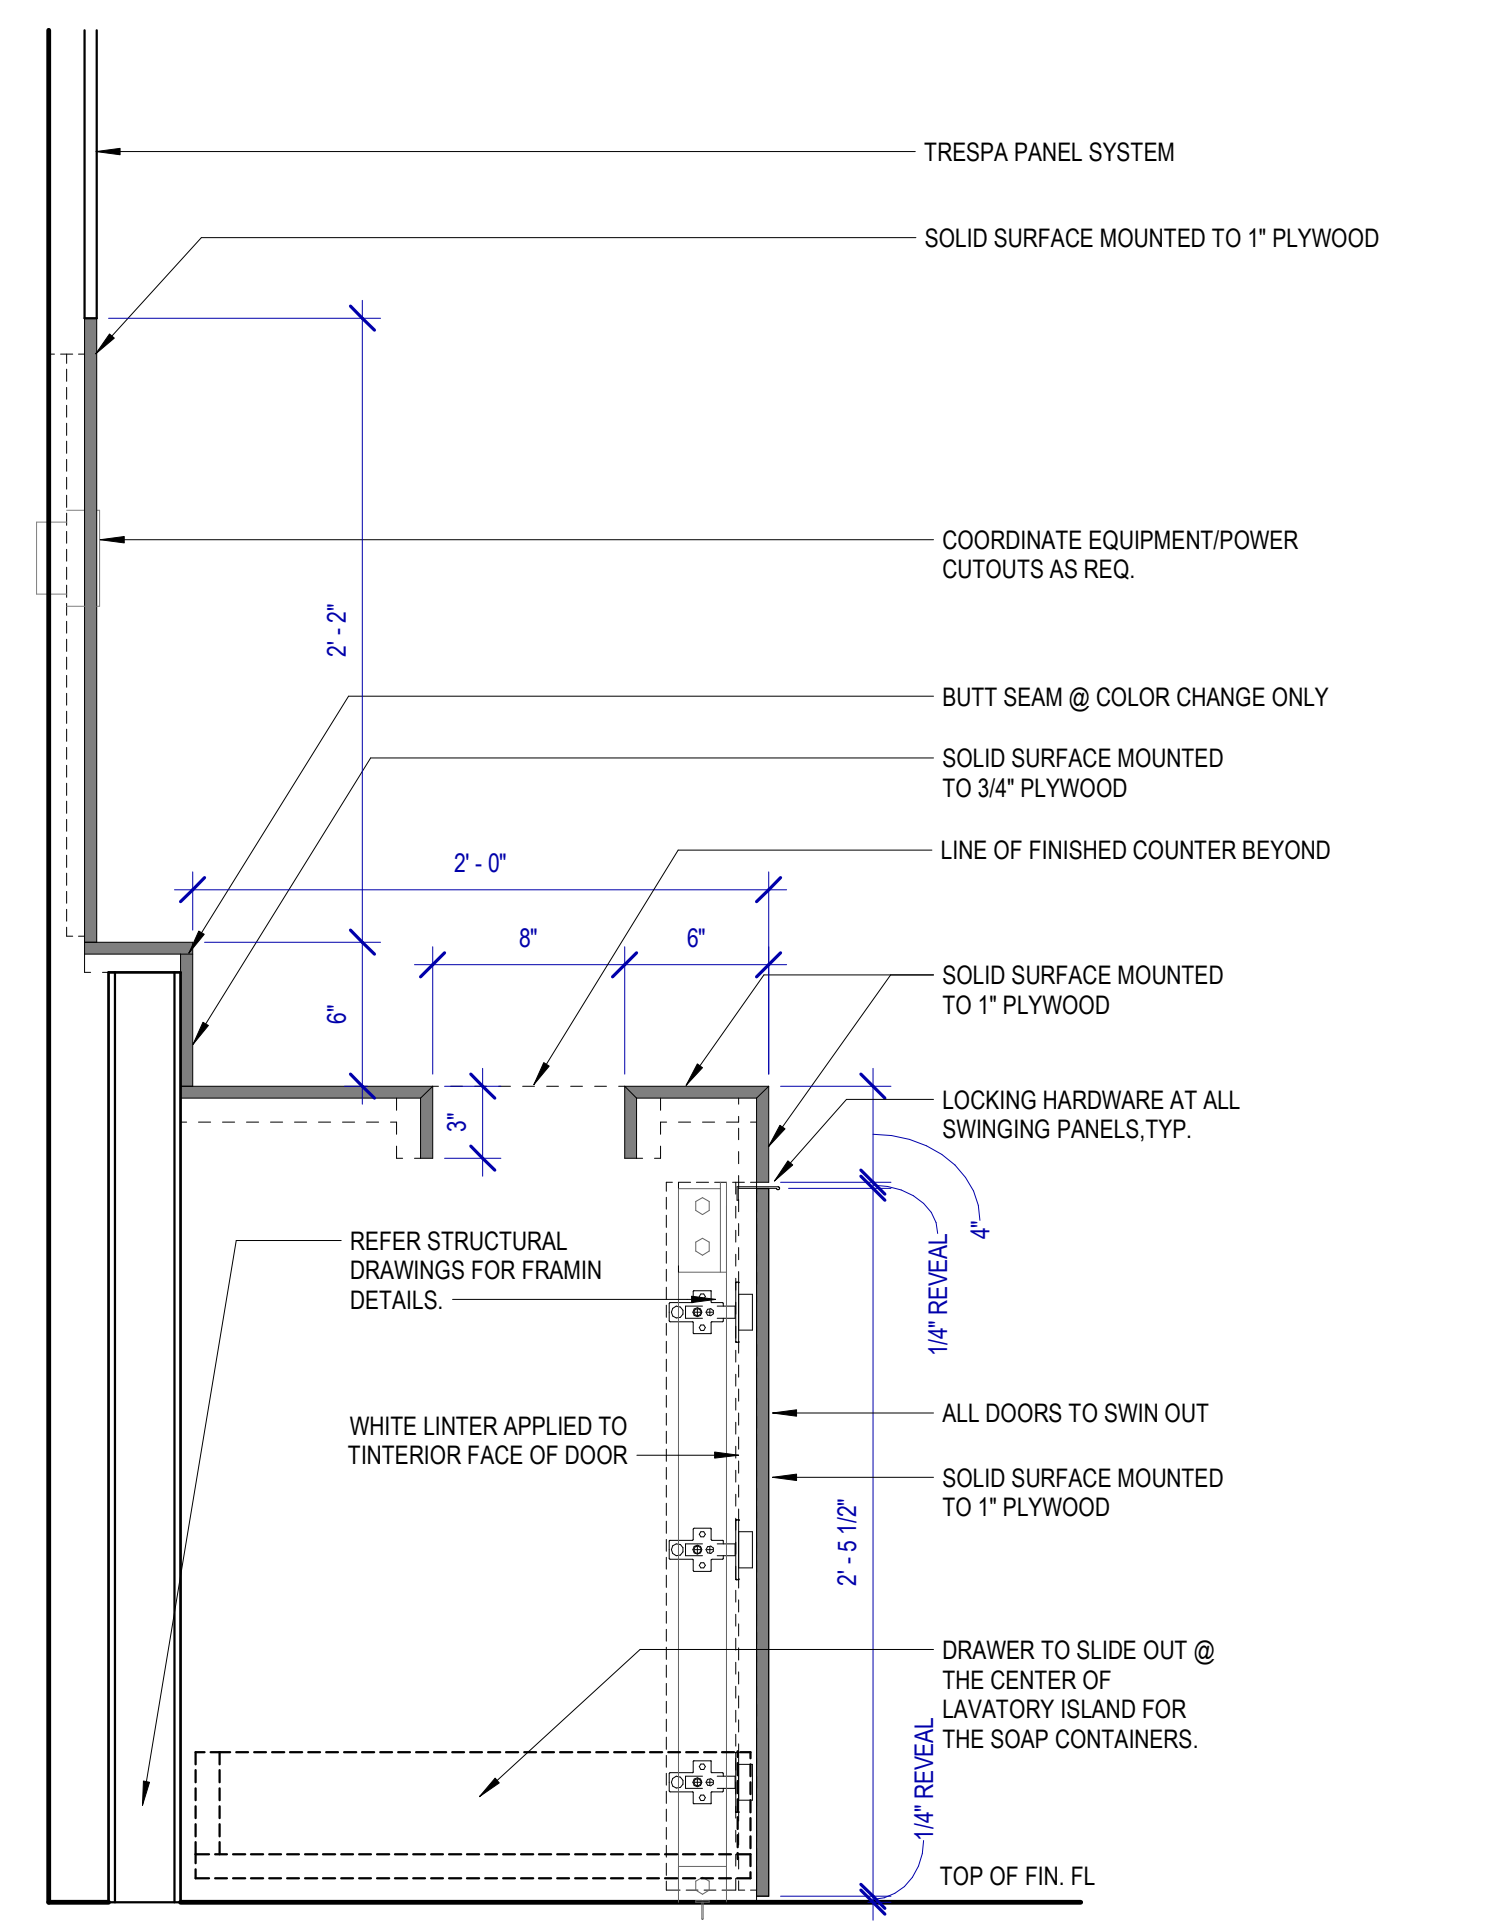 TRESPA PANEL SYSTEM
SOLID SURFACE MOUNTED TO 1" PLYWOOD
COORDINATE EQUIPMENT/POWER
CUTOUTS AS REQ.
2' - 2"
BUTT SEAM @ COLOR CHANGE ONLY
SOLID SURFACE MOUNTED
TO 3/4" PLYWOOD
LINE OF FINISHED COUNTER BEYOND
2' - 0"
8"
6"
6"
3"
SOLID SURFACE MOUNTED
TO 1" PLYWOOD
LOCKING HARDWARE AT ALL
SWINGING PANELS,TYP.
4"
1/4" REVEAL
REFER STRUCTURAL
DRAWINGS FOR FRAMIN
DETAILS.
WHITE LINTER APPLIED TO
TINTERIOR FACE OF DOOR
ALL DOORS TO SWIN OUT
SOLID SURFACE MOUNTED
TO 1" PLYWOOD
2' - 5 1/2"
DRAWER TO SLIDE OUT @
THE CENTER OF
LAVATORY ISLAND FOR
THE SOAP CONTAINERS.
1/4" REVEAL
TOP OF FIN. FL